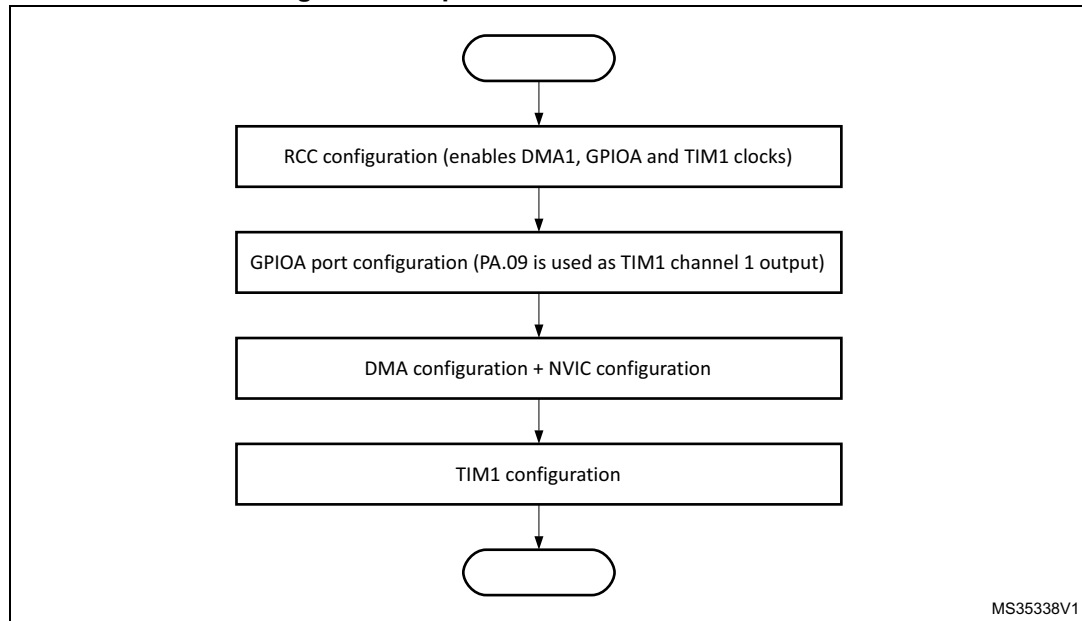 RCC configuration (enables DMA1, GPIOA and TIM1 clocks)
GPIOA port configuration (PA.09 is used as TIM1 channel 1 output)
DMA configuration + NVIC configuration
TIM1 configuration
MS35338V1